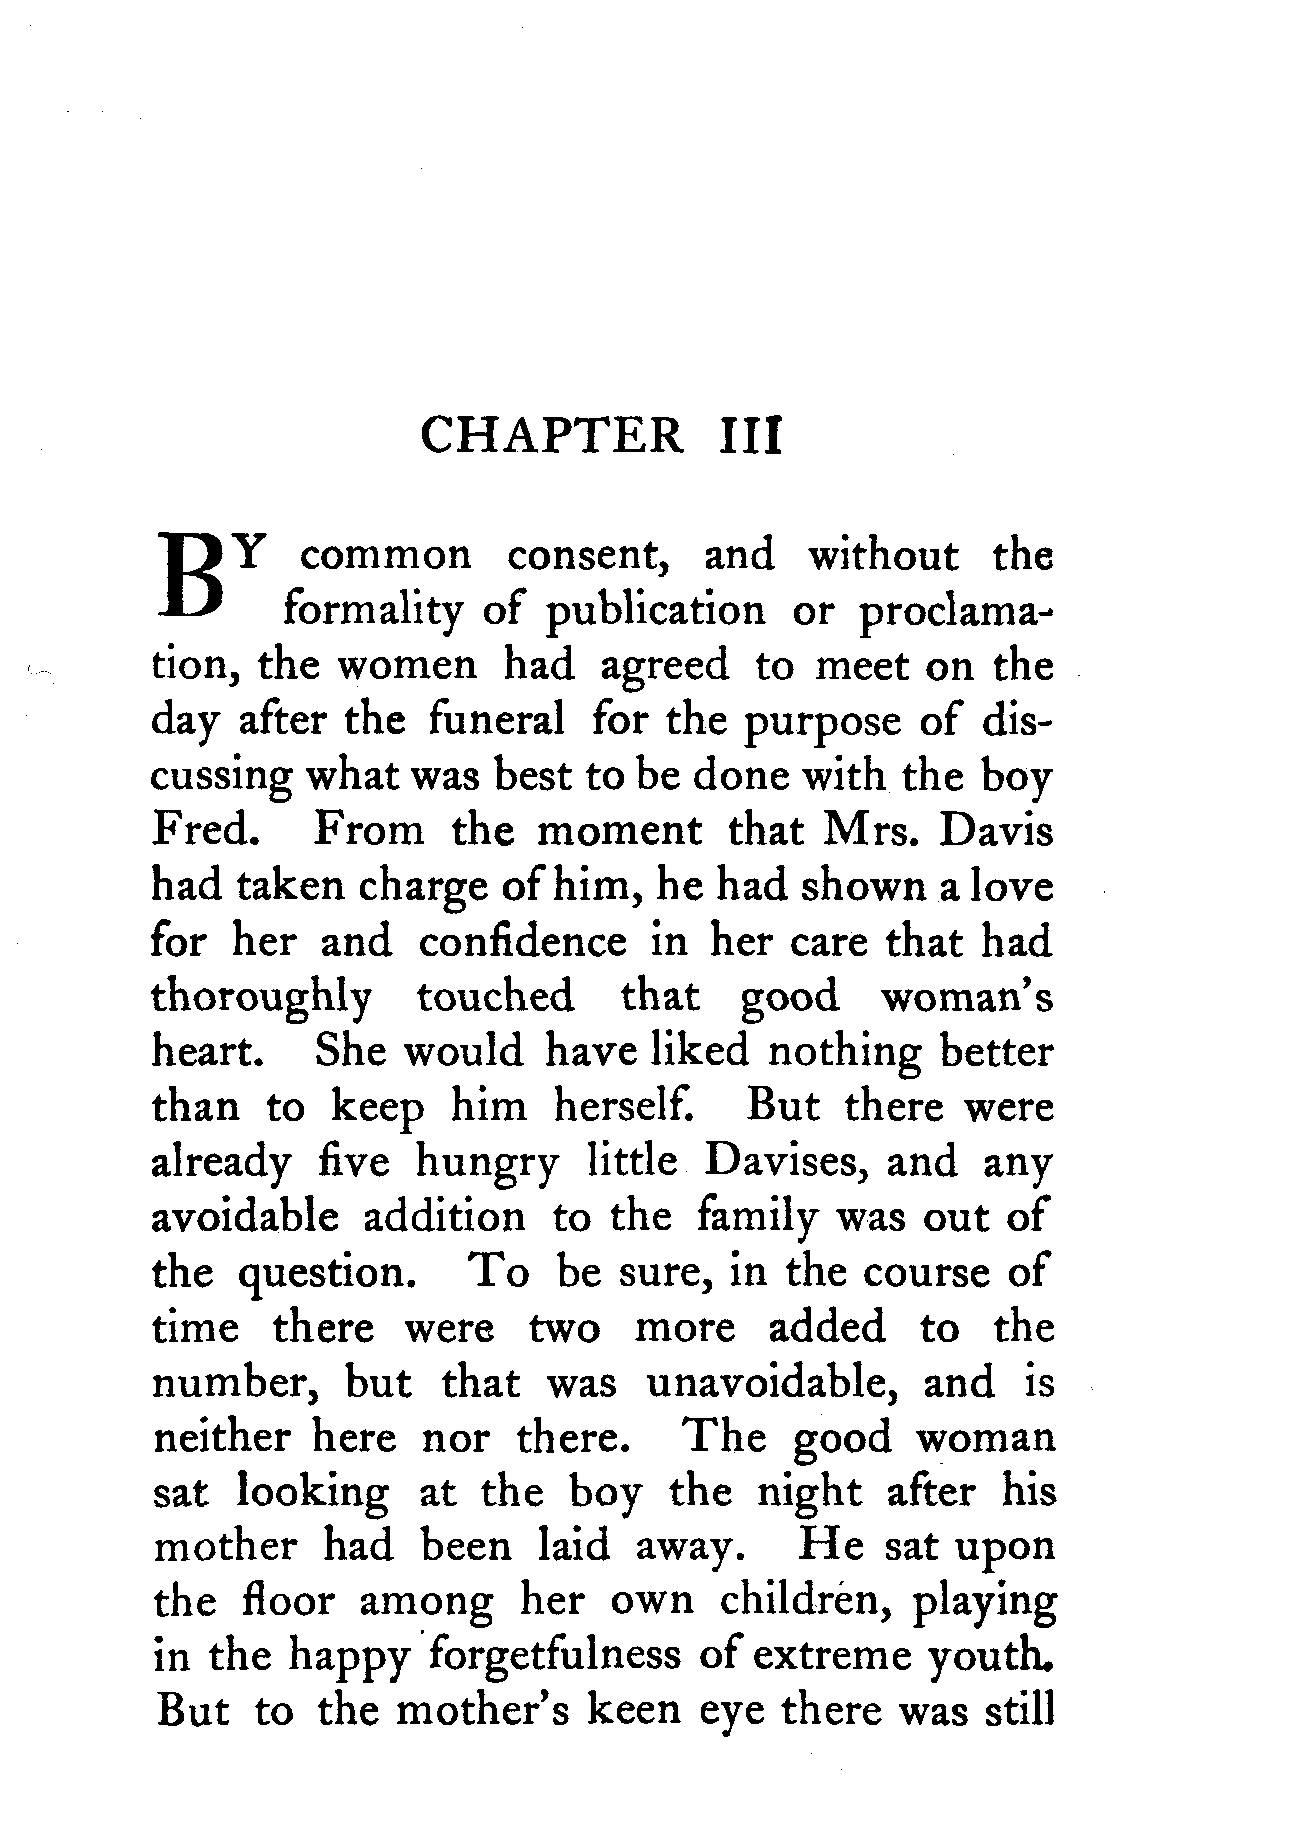 CHAPTER III
BY common consent, and without the
formality of publication or proclama-
tion, the women had agreed to meet on the
day after the funeral for the purpose of dis-
cussing what was best to be done with the boy
Fred. From the moment that Mrs. Davis
had taken charge of him, he had shown a love
for her and confidence in her care that had
thoroughly touched that good woman's
heart. She would have liked nothing better
than to keep him herself. But there were
already five hungry little Davises, and any
avoidable addition to the family was out of
the question. To be sure, in the course of
time there were two more added to the
number, but that was unavoidable, and is
neither here nor there. The good woman
sat looking at the boy the night after his
mother had been laid away. He sat upon
the floor among her own children, playing
in the happy forgetfulness of extreme youth.
But to the mother's keen eye there was still